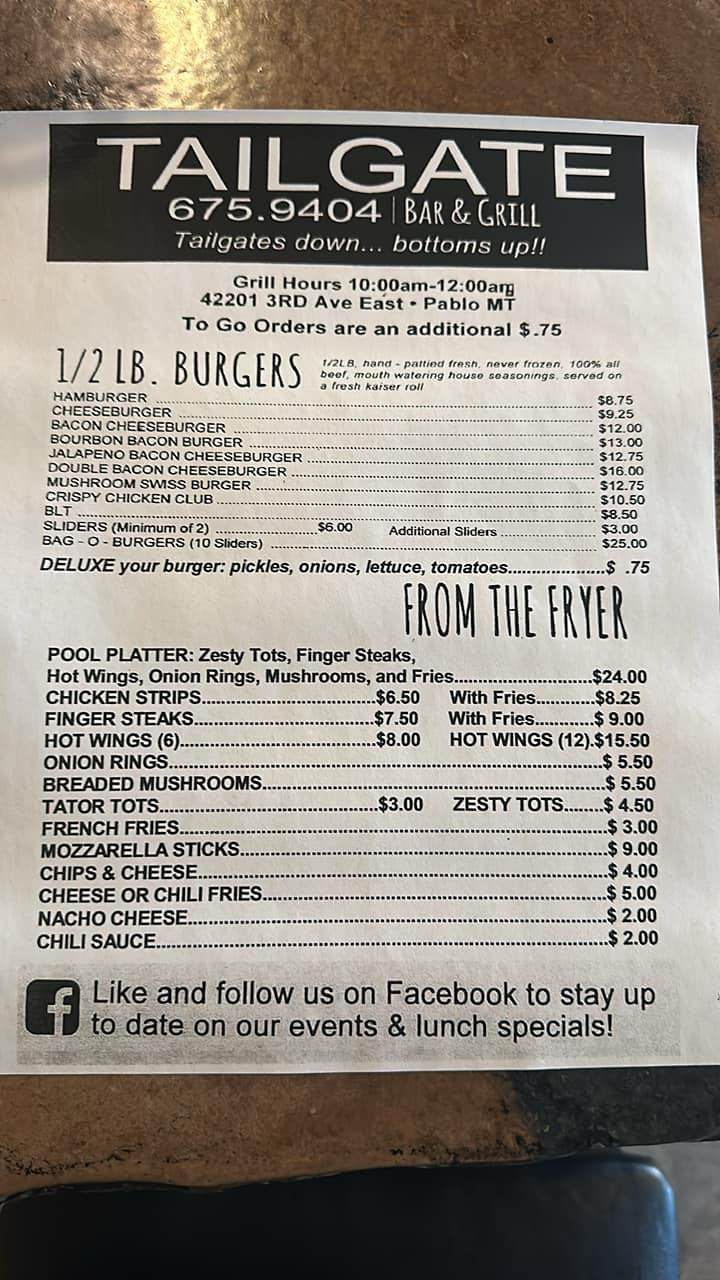 TAILGATE
675.9404 | BAR & GRILL
Tailgates down... bottoms up!!
Grill Hours 10:00am-12:00am
42201 3RD Ave East • Pablo MT
To Go Orders are an additional $.75
1/2 LB. BURGERS
1/2LB, hand - pattied fresh, never frozen, 100% all
beef, mouth watering house seasonings, served on
a fresh kaiser roll
HAMBURGER ........ $8.75
CHEESEBURGER ........ $9.25
BACON CHEESEBURGER ........ $12.00
BOURBON BACON BURGER ........ $13.00
JALAPENO BACON CHEESEBURGER ........ $12.75
DOUBLE BACON CHEESEBURGER ........ $16.00
MUSHROOM SWISS BURGER ........ $12.75
CRISPY CHICKEN CLUB ........ $10.50
BLT ........ $8.50
SLIDERS (Minimum of 2) ........ $6.00 Additional Sliders ........ $3.00
BAG - O - BURGERS (10 Sliders) ........ $25.00
DELUXE your burger: pickles, onions, lettuce, tomatoes........$ .75
FROM THE FRYER
POOL PLATTER: Zesty Tots, Finger Steaks,
Hot Wings, Onion Rings, Mushrooms, and Fries........$24.00
CHICKEN STRIPS........$6.50 With Fries........$8.25
FINGER STEAKS........$7.50 With Fries........$ 9.00
HOT WINGS (6)........$8.00 HOT WINGS (12).$15.50
ONION RINGS........$ 5.50
BREADED MUSHROOMS........$ 5.50
TATOR TOTS........$3.00 ZESTY TOTS........$ 4.50
FRENCH FRIES........$ 3.00
MOZZARELLA STICKS........$ 9.00
CHIPS & CHEESE........$ 4.00
CHEESE OR CHILI FRIES........$ 5.00
NACHO CHEESE........$ 2.00
CHILI SAUCE........$ 2.00
f Like and follow us on Facebook to stay up
to date on our events & lunch specials!